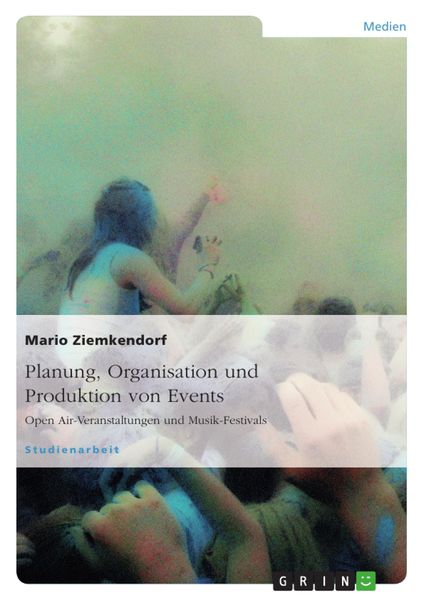 Medien
Mario Ziemkendorf
Planung, Organisation und
Produktion von Events
Open Air-Veranstaltungen und Musik-Festivals
Studienarbeit
GRIN